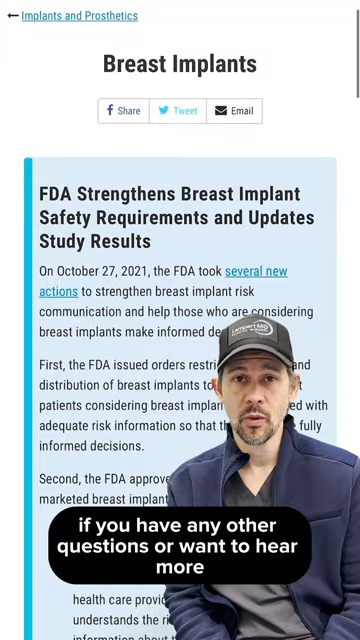 ← Implants and Prosthetics
Breast Implants
Share Tweet Email
FDA Strengthens Breast Implant
Safety Requirements and Updates
Study Results
On October 27, 2021, the FDA took several new
actions to strengthen breast implant risk
communication and help those who are considering
breast implants make informed de
First, the FDA issued orders restri and
distribution of breast implants to t
patients considering breast implan d with
adequate risk information so that th e fully
informed decisions.
Second, the FDA approve
marketed breast implant
if you have any other
questions or want to hear
more
health care provid
understands the ri
information about th